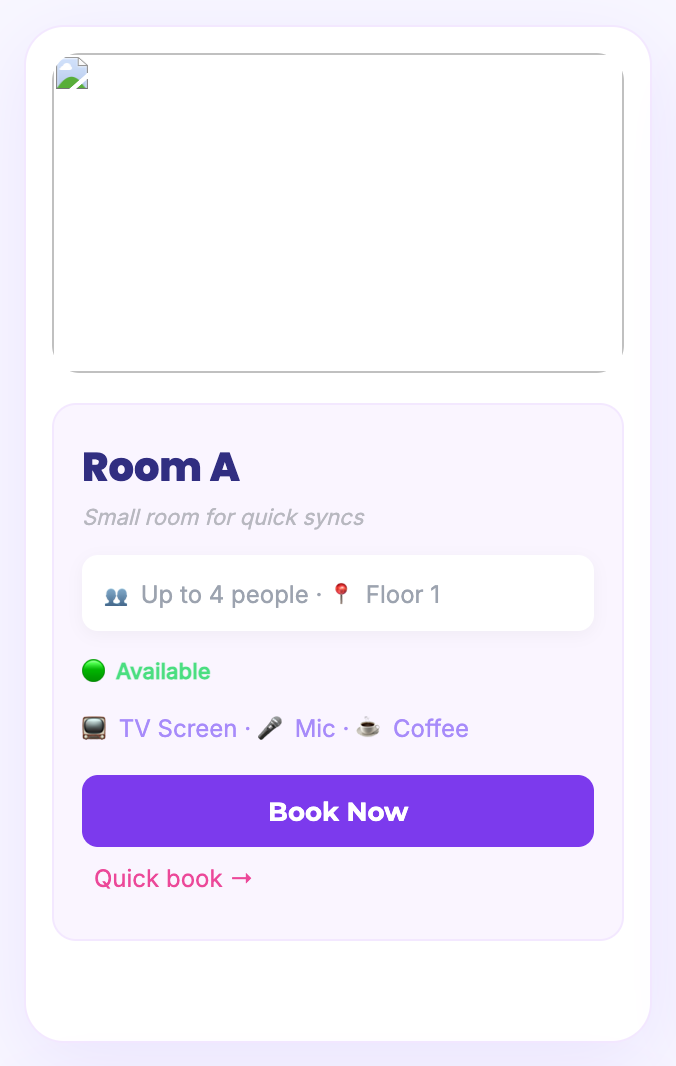 Room A
Small room for quick syncs
👥 Up to 4 people · 📍 Floor 1
🟢 Available
📺 TV Screen · 🎤 Mic · ☕ Coffee
Book Now
Quick book →